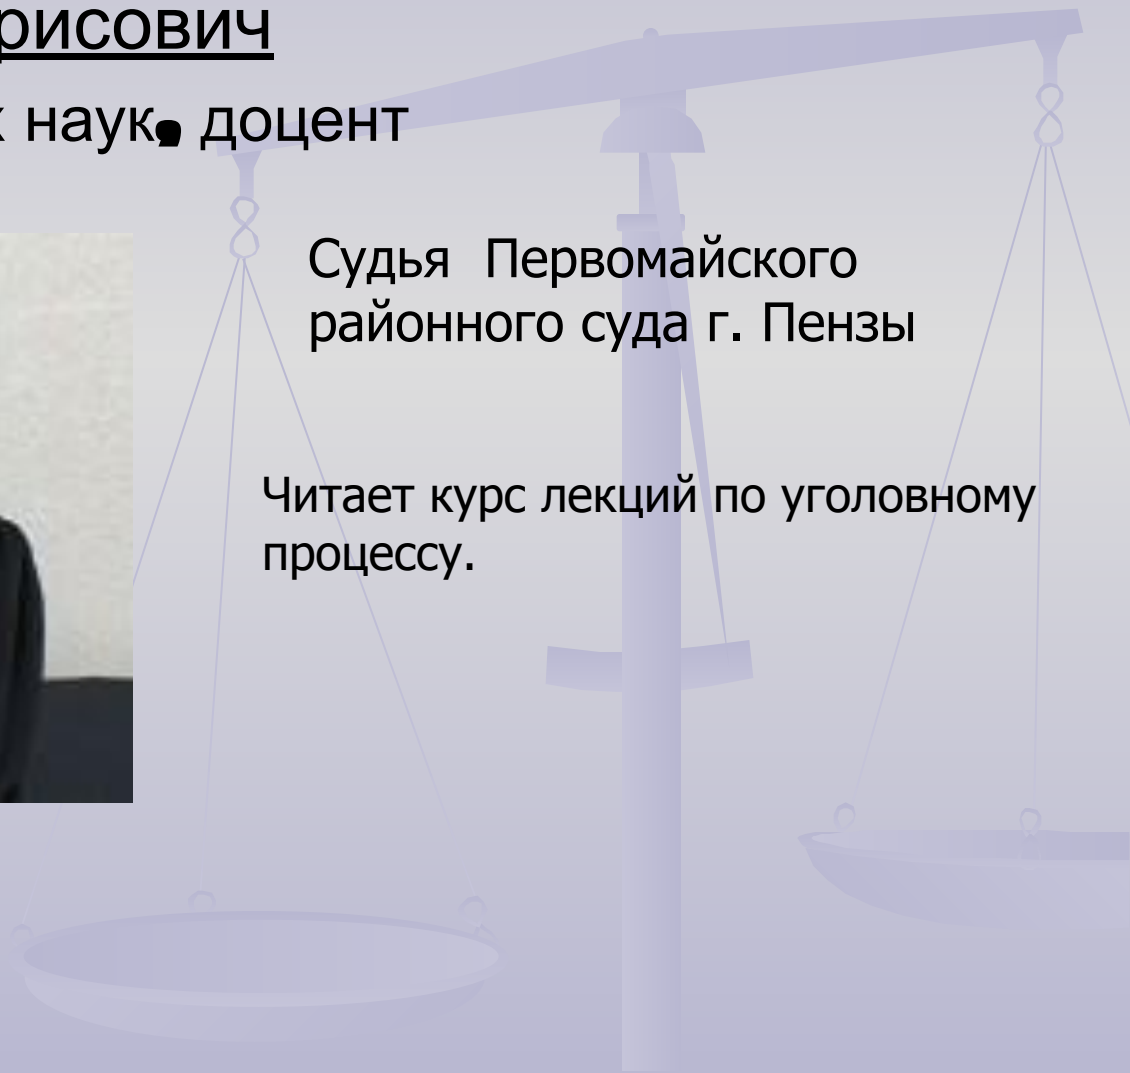 рисович
х наук, доцент
Судья Первомайского
районного суда г. Пензы
Читает курс лекций по уголовному
процессу.